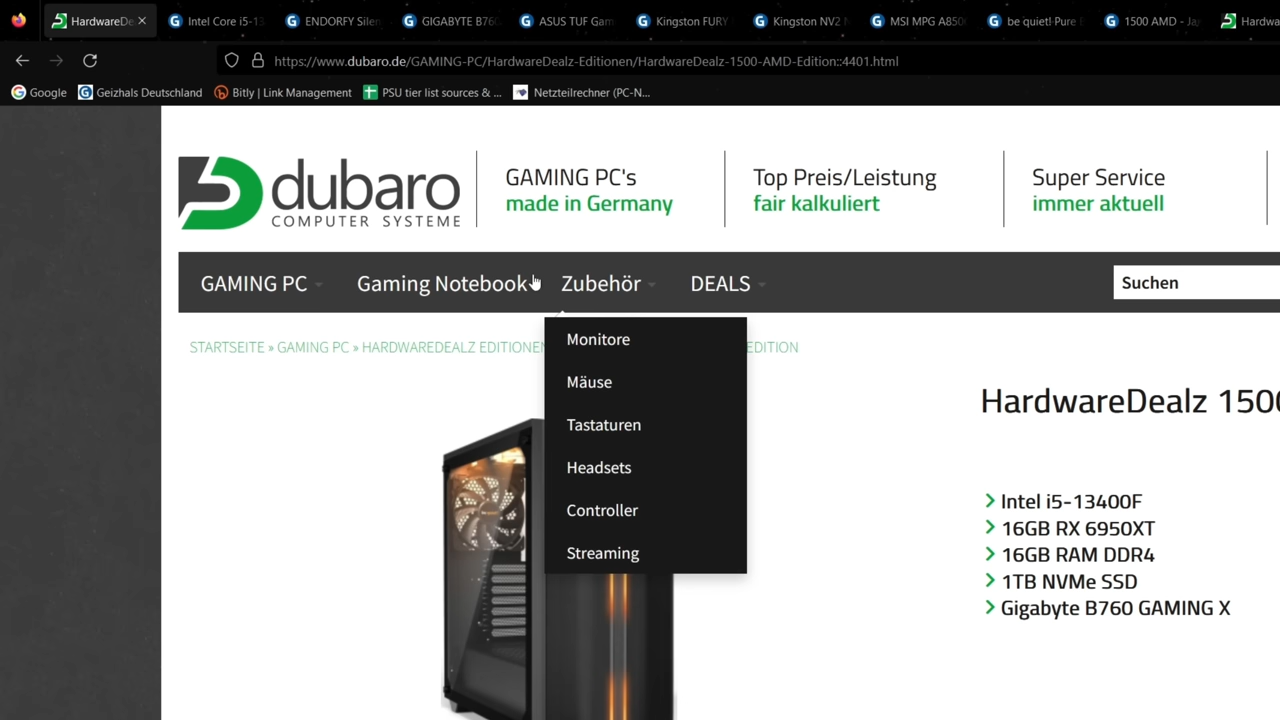 HardwareDe
Intel Core i5-13
ENDORFY Silen
GIGABYTE B760
ASUS TUF Gam
Kingston FURY
Kingston NV2
MSI MPG A850
be quiet! Pure
1500 AMD - Ja
Hardwa
https://www.dubaro.de/GAMING-PC/HardwareDealz-Editionen/HardwareDealz-1500-AMD-Edition::4401.html
Google
Geizhals Deutschland
Bitly | Link Management
PSU tier list sources & ...
Netzteilrechner (PC-N...
dubaro
COMPUTER SYSTEME
GAMING PC's
made in Germany
Top Preis/Leistung
fair kalkuliert
Super Service
immer aktuell
GAMING PC
Gaming Notebook
Zubehör
DEALS
Suchen
STARTSEITE » GAMING PC » HARDWAREDEALZ EDITIONEN
EDITION
Monitore
Mäuse
Tastaturen
Headsets
Controller
Streaming
HardwareDealz 1500
Intel i5-13400F
16GB RX 6950XT
16GB RAM DDR4
1TB NVMe SSD
Gigabyte B760 GAMING X